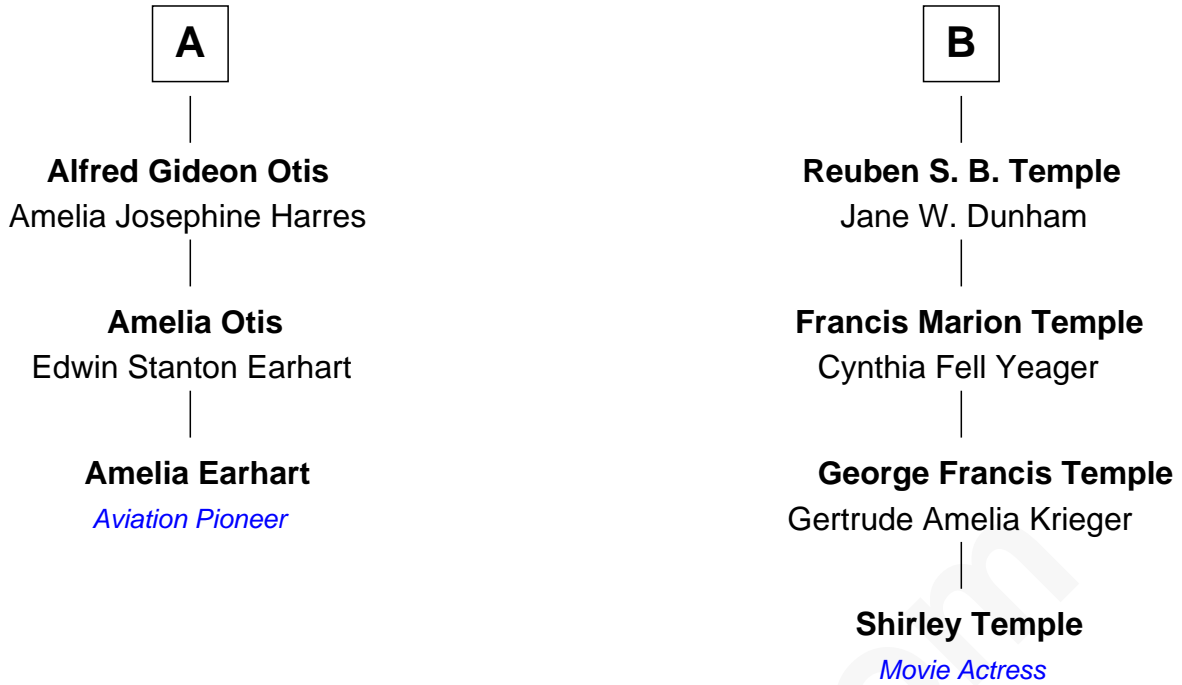 A
Alfred Gideon Otis
Amelia Josephine Harres
Amelia Otis
Edwin Stanton Earhart
Amelia Earhart
Aviation Pioneer
B
Reuben S. B. Temple
Jane W. Dunham
Francis Marion Temple
Cynthia Fell Yeager
George Francis Temple
Gertrude Amelia Krieger
Shirley Temple
Movie Actress